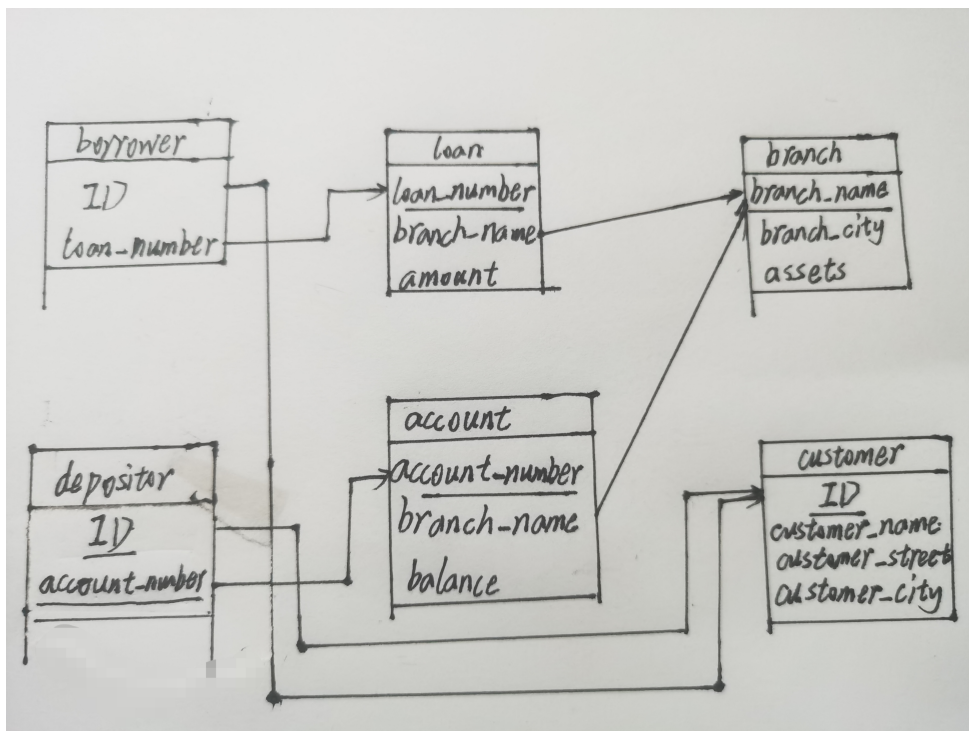 borrower
ID
loan_number
loan
loan_number
branch_name
amount
branch
branch_name
branch_city
assets
depositor
ID
account_number
account
account_number
branch_name
balance
customer
ID
customer_name
customer_street
customer_city